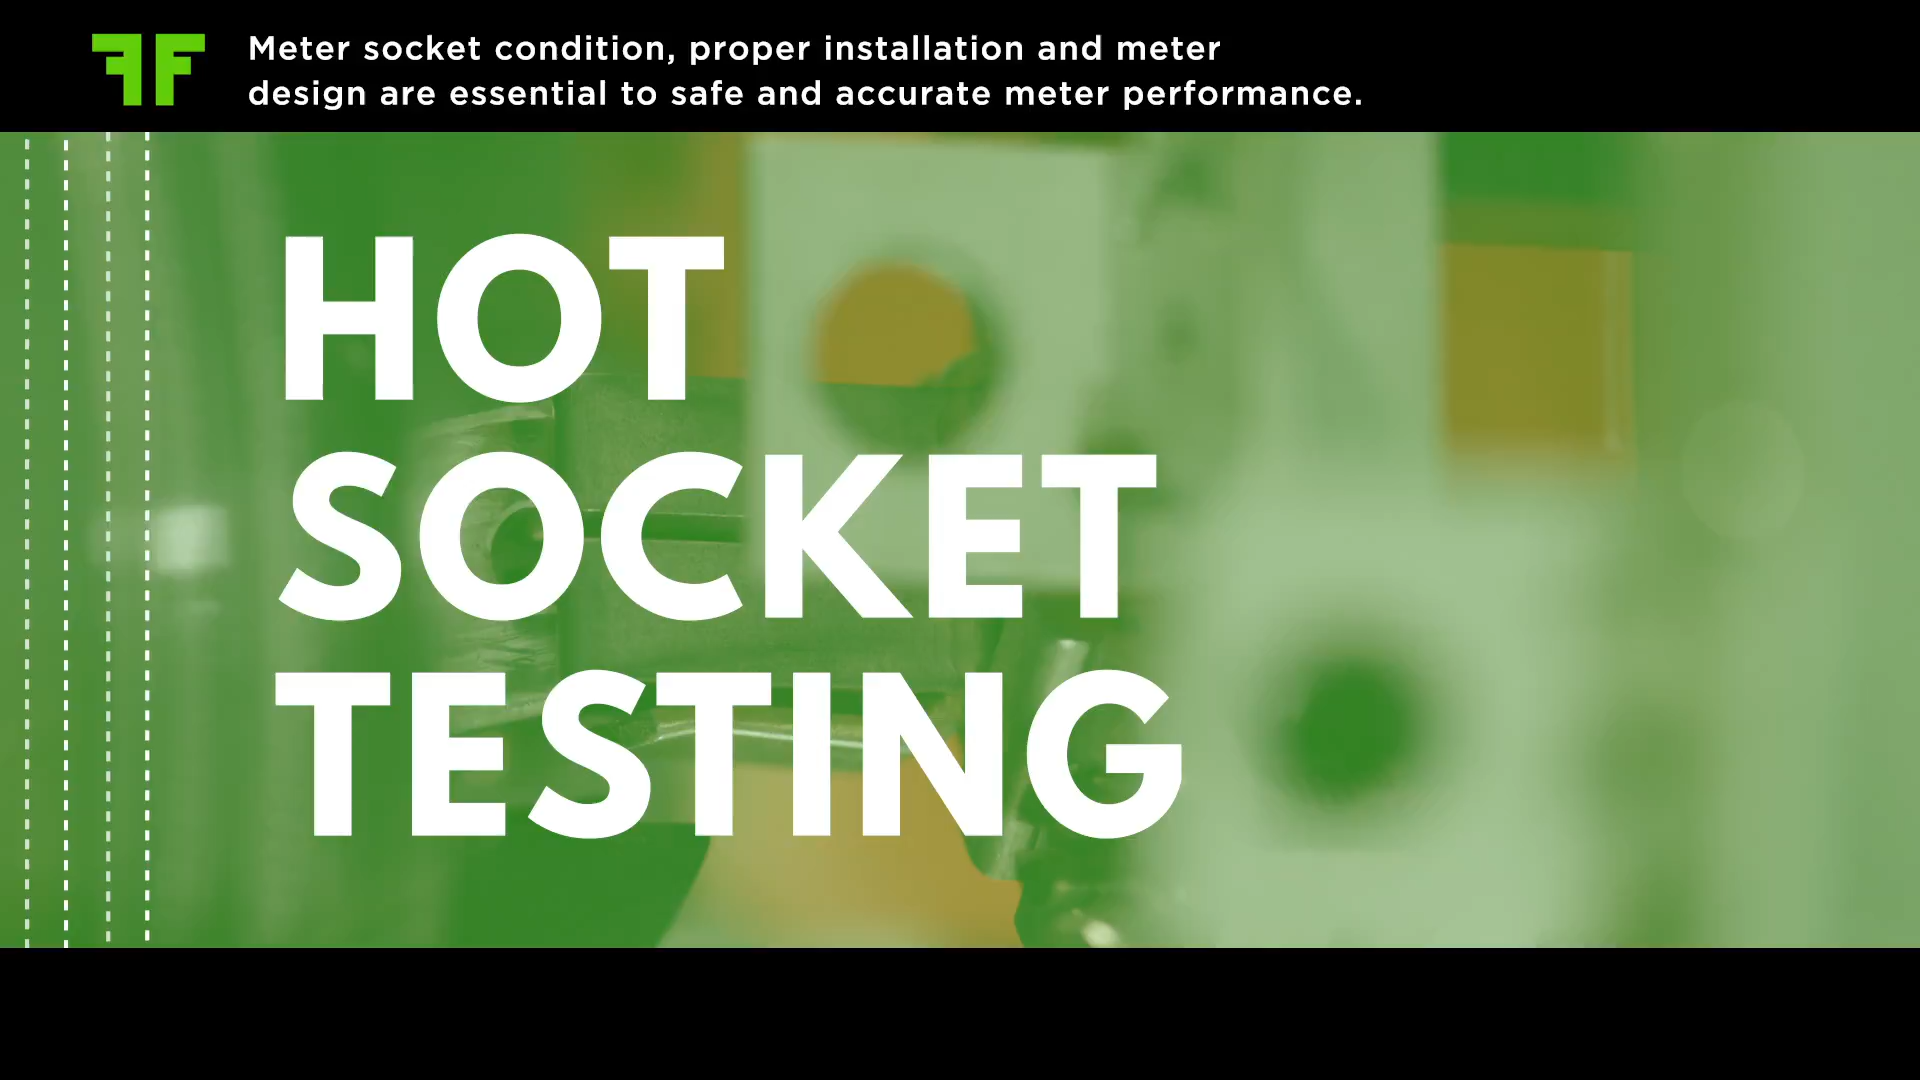 Meter socket condition, proper installation and meter
design are essential to safe and accurate meter performance.
HOT
SOCKET
TESTING